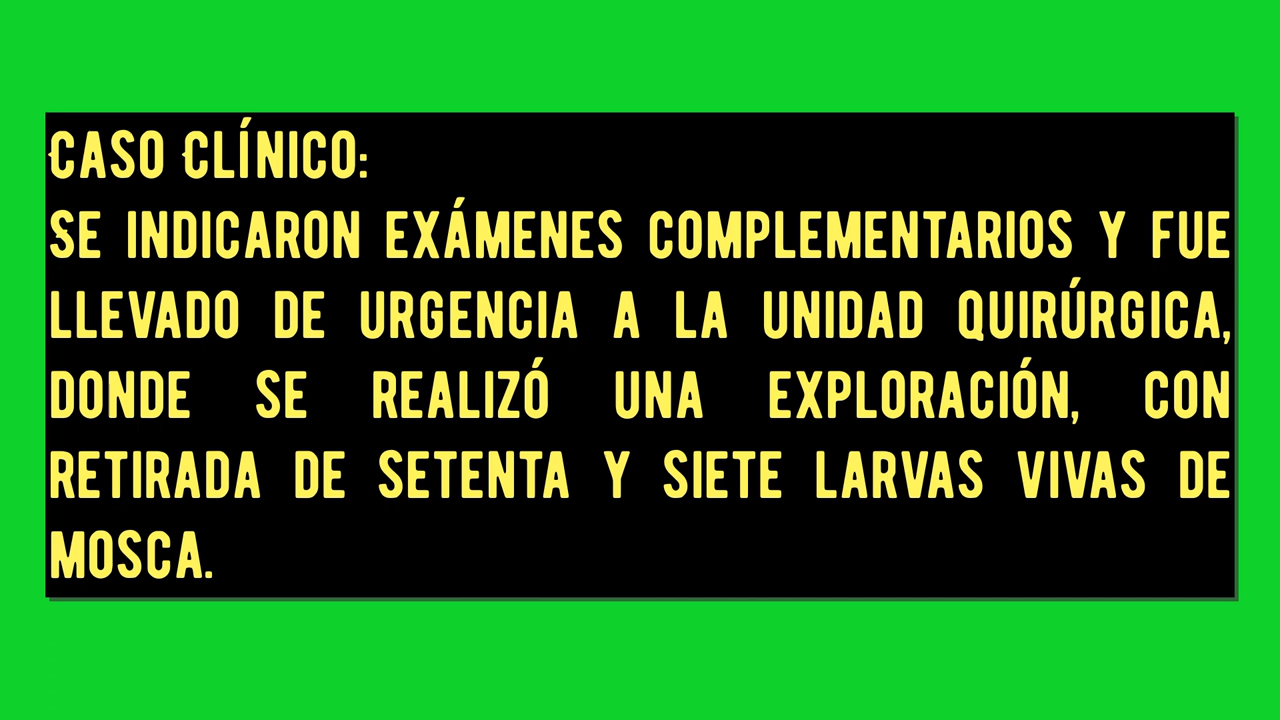 CASO CLÍNICO:
SE INDICARON EXÁMENES COMPLEMENTARIOS Y FUE
LLEVADO DE URGENCIA A LA UNIDAD QUIRÚRGICA,
DONDE SE REALIZÓ UNA EXPLORACIÓN, CON
RETIRADA DE SETENTA Y SIETE LARVAS VIVAS DE
MOSCA.